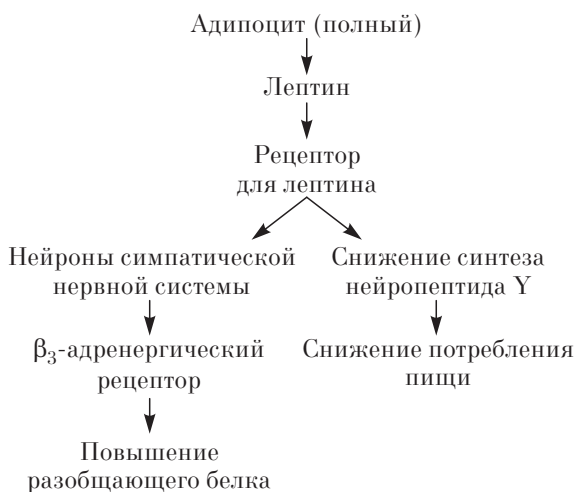 Адипоцит (полный)
Лептин
Рецептор
для лептина
Нейроны симпатической
нервной системы
β₃-адренергический
рецептор
Повышение
разобщающего белка
Снижение синтеза
нейропептида Y
Снижение потребления
пищи